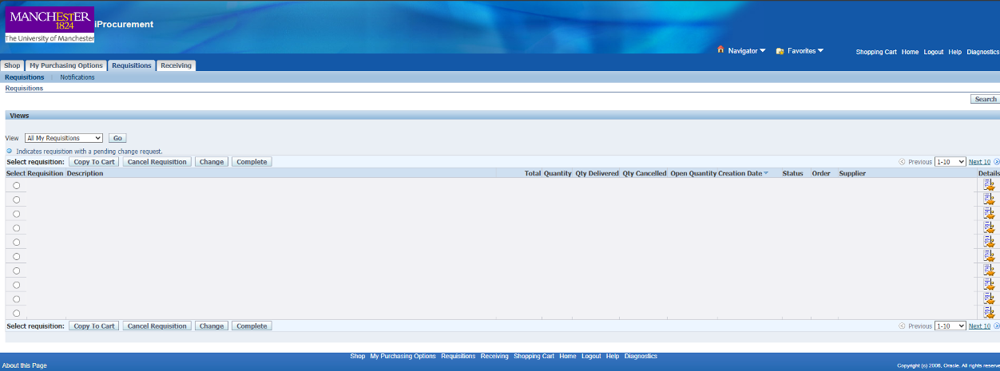 MANCHESTER
1824
The University of Manchester
iProcurement
Navigator Favorites Shopping Cart Home Logout Help Diagnostics
Shop My Purchasing Options Requisitions Receiving
Requisitions | Notifications
Requisitions
Search
Views
View All My Requisitions Go
Indicates requisition with a pending change request.
Select requisition: Copy To Cart Cancel Requisition Change Complete Previous 1-10 Next 10
Select Requisition Description Total Quantity Qty Delivered Qty Cancelled Open Quantity Creation Date Status Order Supplier Details
Select requisition: Copy To Cart Cancel Requisition Change Complete Previous 1-10 Next 10
Shop My Purchasing Options Requisitions Receiving Shopping Cart Home Logout Help Diagnostics
About this Page Copyright (c) 2006, Oracle. All rights reserve